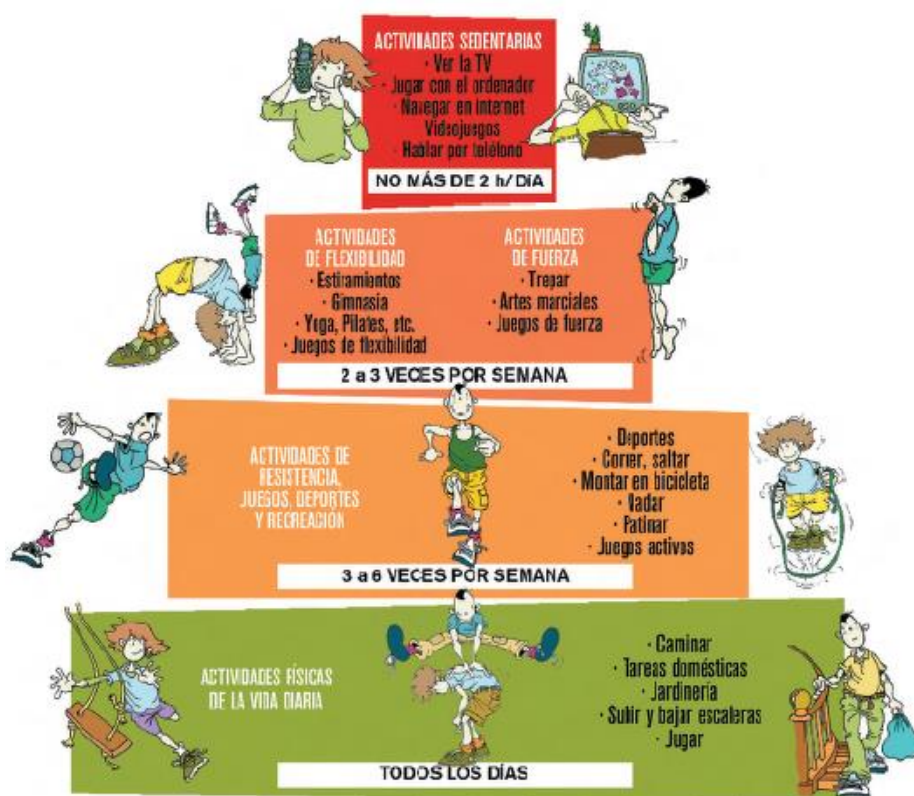 ACTIVIDADES SEDENTARIAS
· Ver la TV
· Jugar con el ordenador
· Navegar en Internet
Videojuegos
· Hablar por teléfono
NO MÁS DE 2 h/DíA
ACTIVIDADES
DE FLEXIBILIDAD
· Estiramientos
· Gimnasia
· Yoga, Pilates, etc.
· Juegos de flexibilidad
ACTIVIDADES
DE FUERZA
· Trepar
· Artes marciales
· Juegos de fuerza
2 a 3 VECES POR SEMANA
ACTIVIDADES DE
RESISTENCIA,
JUEGOS, DEPORTES
Y RECREACIÓN
· Deportes
· Correr, saltar
· Montar en bicicleta
· Nadar
· Patinar
· Juegos activos
3 a 6 VECES POR SEMANA
ACTIVIDADES FÍSICAS
DE LA VIDA DIARIA
· Caminar
· Tareas domésticas
· Jardinería
· Subir y bajar escaleras
· Jugar
TODOS LOS DÍAS